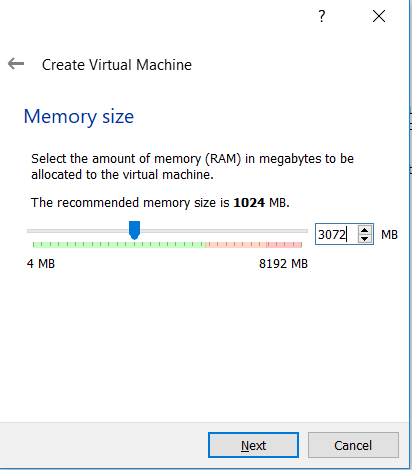 ?
Create Virtual Machine
Memory size
Select the amount of memory (RAM) in megabytes to be
allocated to the virtual machine.
The recommended memory size is 1024 MB.
3072 MB
4 MB 8192 MB
Next Cancel